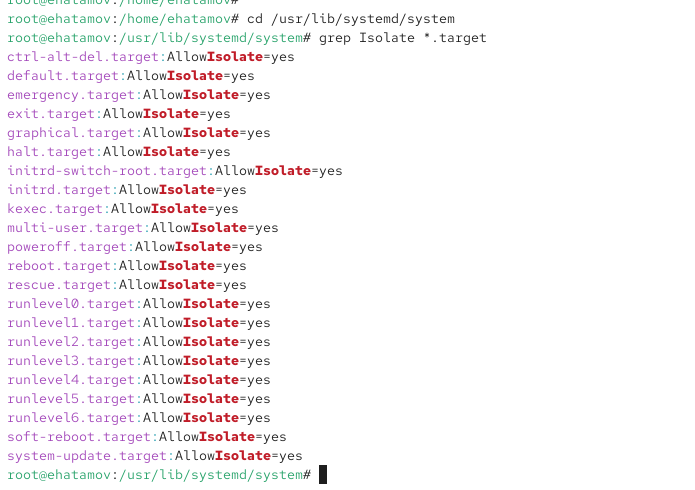 root@ehatamov:/home/ehatamov#
root@ehatamov:/home/ehatamov# cd /usr/lib/systemd/system
root@ehatamov:/usr/lib/systemd/system# grep Isolate *.target
ctrl-alt-del.target:AllowIsolate=yes
default.target:AllowIsolate=yes
emergency.target:AllowIsolate=yes
exit.target:AllowIsolate=yes
graphical.target:AllowIsolate=yes
halt.target:AllowIsolate=yes
initrd-switch-root.target:AllowIsolate=yes
initrd.target:AllowIsolate=yes
kexec.target:AllowIsolate=yes
multi-user.target:AllowIsolate=yes
poweroff.target:AllowIsolate=yes
reboot.target:AllowIsolate=yes
rescue.target:AllowIsolate=yes
runlevel0.target:AllowIsolate=yes
runlevel1.target:AllowIsolate=yes
runlevel2.target:AllowIsolate=yes
runlevel3.target:AllowIsolate=yes
runlevel4.target:AllowIsolate=yes
runlevel5.target:AllowIsolate=yes
runlevel6.target:AllowIsolate=yes
soft-reboot.target:AllowIsolate=yes
system-update.target:AllowIsolate=yes
root@ehatamov:/usr/lib/systemd/system#